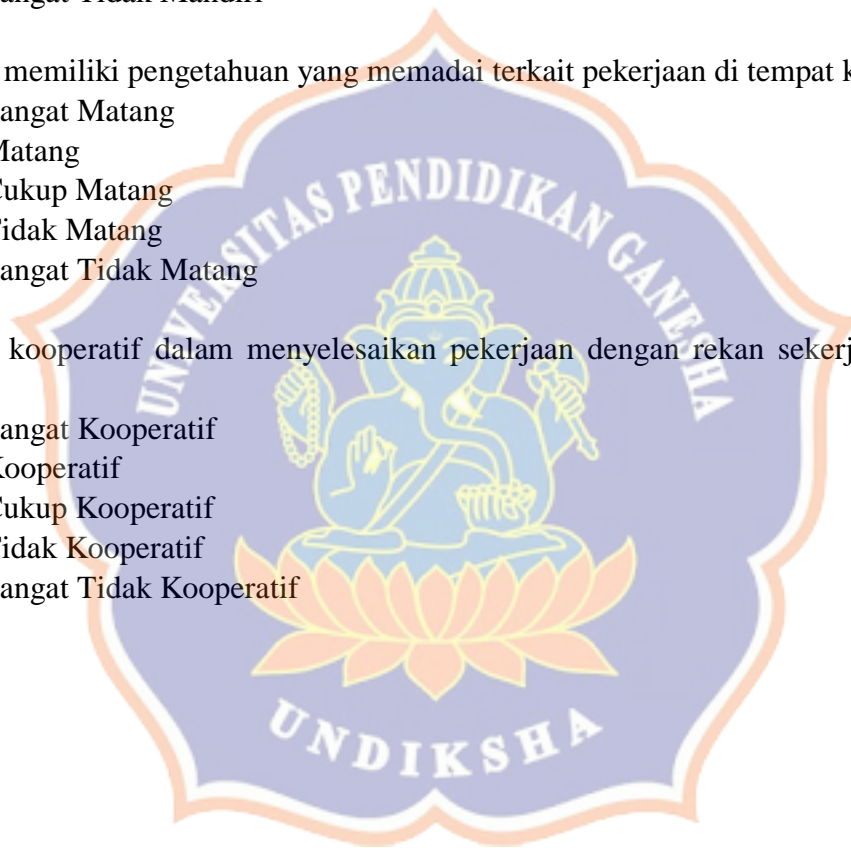 angat Tidak Mandiri
memiliki pengetahuan yang memadai terkait pekerjaan di tempat k
angat Matang
Matang
Cukup Matang
Tidak Matang
angat Tidak Matang
kooperatif dalam menyelesaikan pekerjaan dengan rekan sekerj
angat Kooperatif
Kooperatif
Cukup Kooperatif
Tidak Kooperatif
angat Tidak Kooperatif
UNIVERSITAS PENDIDIKAN GANESHA
UNDIKSHA